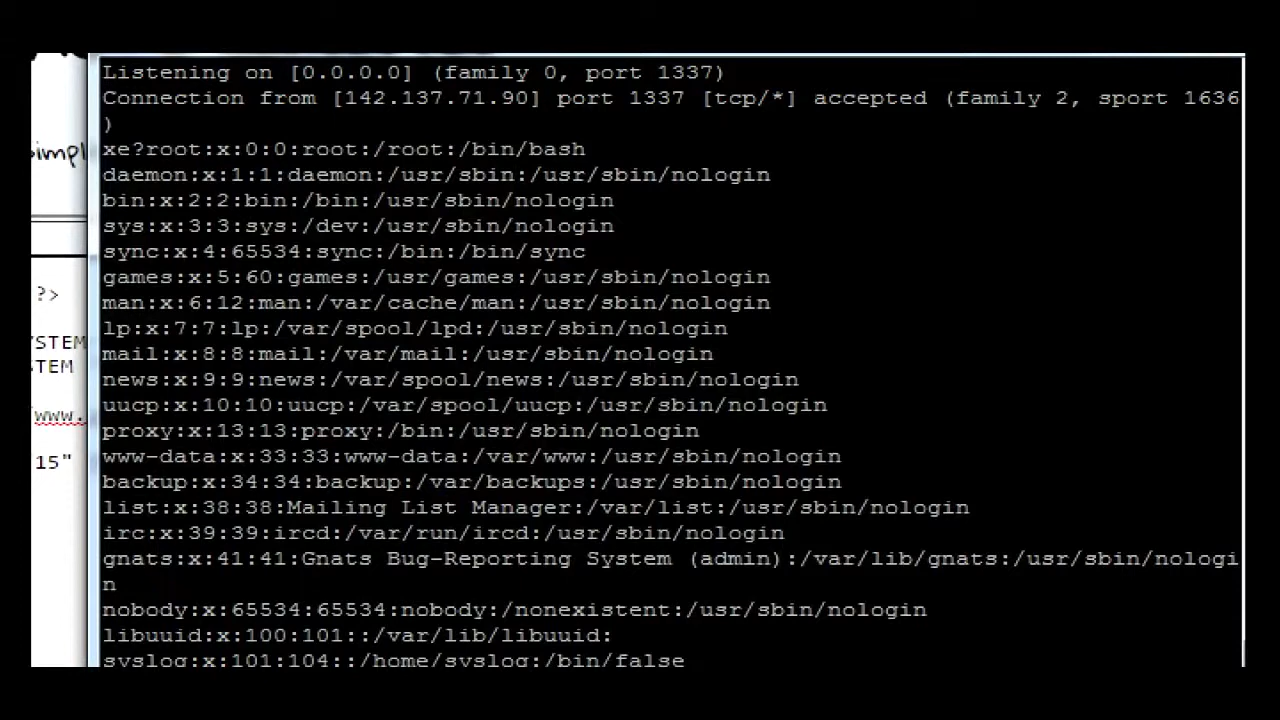 Listening on [0.0.0.0] (family 0, port 1337)
Connection from [142.137.71.90] port 1337 [tcp/*] accepted (family 2, sport 1636
)
xe?root:x:0:0:root:/root:/bin/bash
daemon:x:1:1:daemon:/usr/sbin:/usr/sbin/nologin
bin:x:2:2:bin:/bin:/usr/sbin/nologin
sys:x:3:3:sys:/dev:/usr/sbin/nologin
sync:x:4:65534:sync:/bin:/bin/sync
games:x:5:60:games:/usr/games:/usr/sbin/nologin
man:x:6:12:man:/var/cache/man:/usr/sbin/nologin
lp:x:7:7:lp:/var/spool/lpd:/usr/sbin/nologin
mail:x:8:8:mail:/var/mail:/usr/sbin/nologin
news:x:9:9:news:/var/spool/news:/usr/sbin/nologin
uucp:x:10:10:uucp:/var/spool/uucp:/usr/sbin/nologin
proxy:x:13:13:proxy:/bin:/usr/sbin/nologin
www-data:x:33:33:www-data:/var/www:/usr/sbin/nologin
backup:x:34:34:backup:/var/backups:/usr/sbin/nologin
list:x:38:38:Mailing List Manager:/var/list:/usr/sbin/nologin
irc:x:39:39:ircd:/var/run/ircd:/usr/sbin/nologin
gnats:x:41:41:Gnats Bug-Reporting System (admin):/var/lib/gnats:/usr/sbin/nologi
n
nobody:x:65534:65534:nobody:/nonexistent:/usr/sbin/nologin
libuuid:x:100:101::/var/lib/libuuid:
syslog:x:101:104::/home/syslog:/bin/false
simpl
?>
YSTEM
STEM
www.
15"